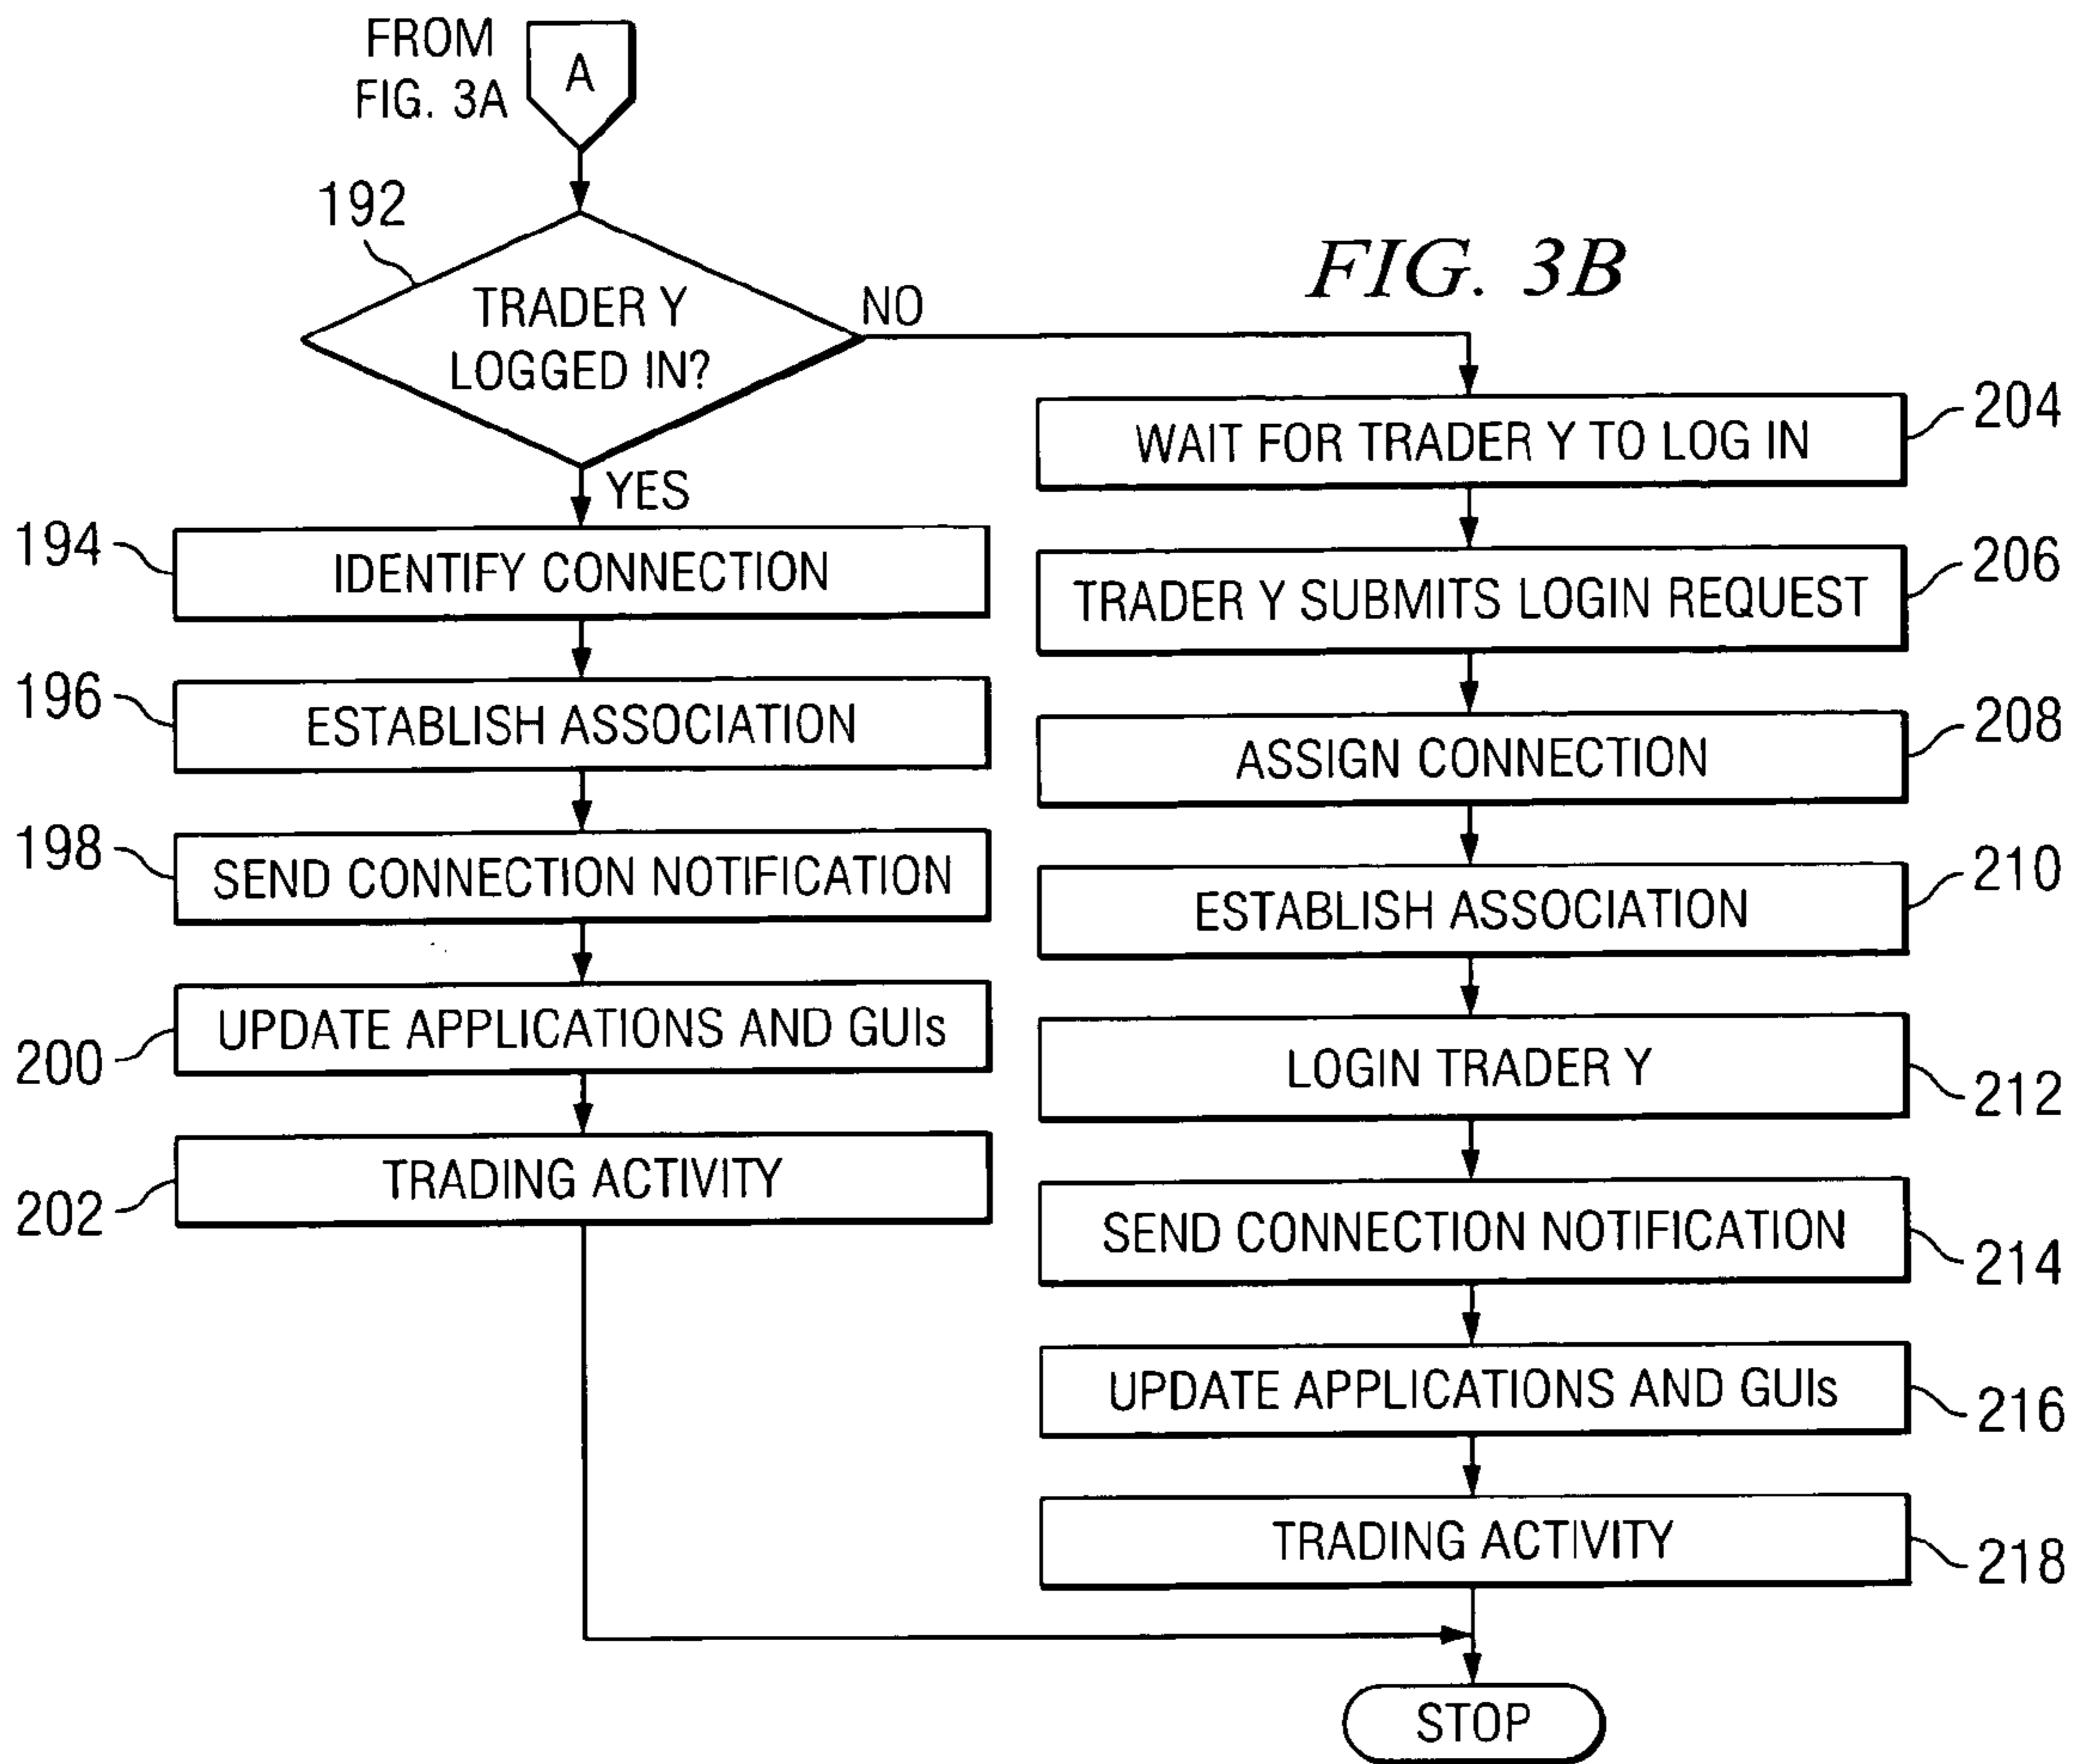 FROM
FIG. 3A
A
192
TRADER Y
LOGGED IN?
NO
YES
FIG. 3B
194
IDENTIFY CONNECTION
196
ESTABLISH ASSOCIATION
198
SEND CONNECTION NOTIFICATION
200
UPDATE APPLICATIONS AND GUIs
202
TRADING ACTIVITY
WAIT FOR TRADER Y TO LOG IN
204
TRADER Y SUBMITS LOGIN REQUEST
206
ASSIGN CONNECTION
208
ESTABLISH ASSOCIATION
210
LOGIN TRADER Y
212
SEND CONNECTION NOTIFICATION
214
UPDATE APPLICATIONS AND GUIs
216
TRADING ACTIVITY
218
STOP